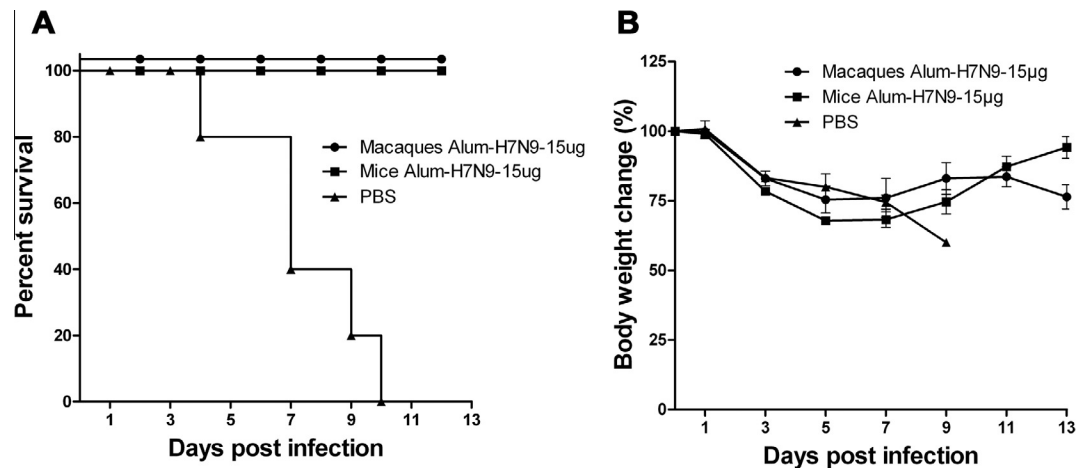 A
Percent survival
100
80
60
40
20
0
1 3 5 7 9 11 13
Days post infection
Macaques Alum-H7N9-15ug
Mice Alum-H7N9-15ug
PBS
B
Body weight change (%)
125
100
75
50
25
0
1 3 5 7 9 11 13
Days post infection
Macaques Alum-H7N9-15µg
Mice Alum-H7N9-15µg
PBS